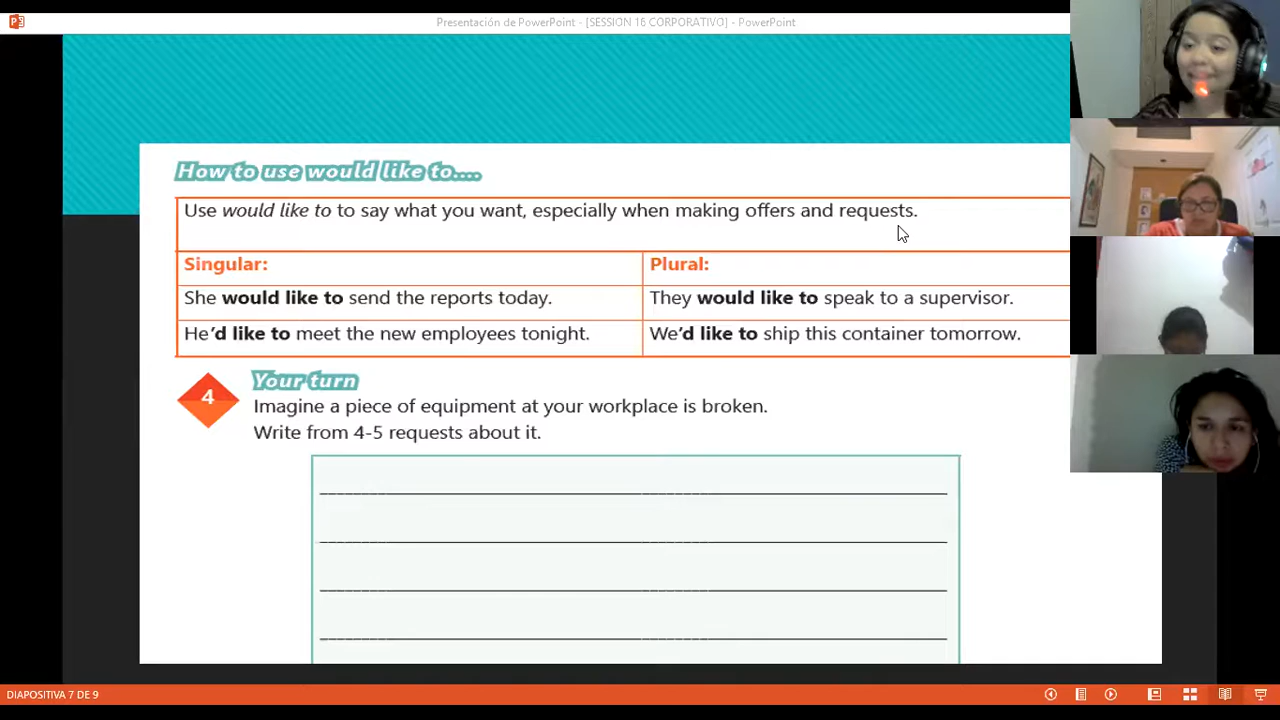 Presentación de PowerPoint - [SESSION 16 CORPORATIVO] - PowerPoint
How to use would like to....
Use would like to to say what you want, especially when making offers and requests.
Singular:
Plural:
She would like to send the reports today.
They would like to speak to a supervisor.
He'd like to meet the new employees tonight.
We'd like to ship this container tomorrow.
4
Your turn
Imagine a piece of equipment at your workplace is broken.
Write from 4-5 requests about it.
DIAPOSITIVA 7 DE 9